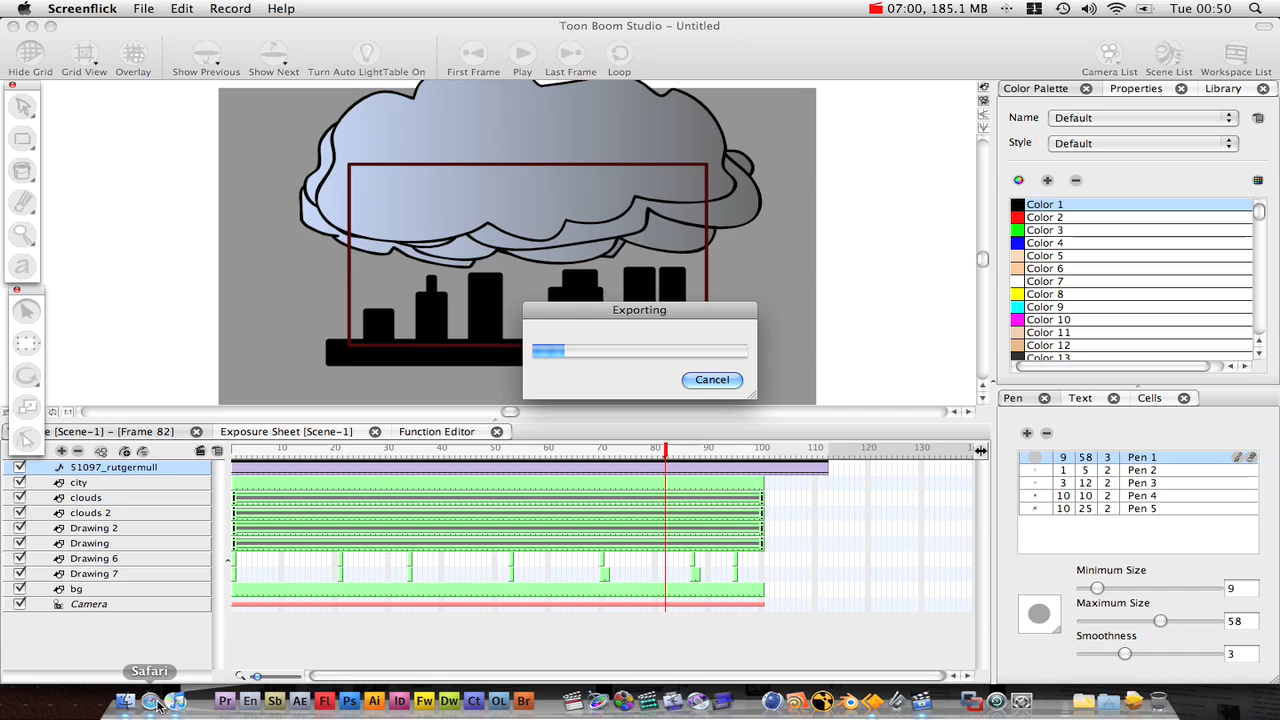 Screenflick File Edit Record Help 07:00, 185.1 MB Tue 00:50
Toon Boom Studio - Untitled
Hide Grid Grid View Overlay Show Previous Show Next Turn Auto LightTable On First Frame Play Last Frame Loop Camera List Scene List Workspace List
Color Palette Properties Library
Name Default
Style Default
Color 1
Color 2
Color 3
Color 4
Color 5
Color 6
Color 7
Color 8
Color 9
Color 10
Color 11
Color 12
Color 13
a
Exporting
Cancel
Pen Text Cells
9 58 3 Pen 1
1 5 2 Pen 2
3 12 2 Pen 3
10 10 2 Pen 4
10 25 2 Pen 5
Minimum Size
9
Maximum Size
58
Smoothness
3
1:1
[Scene-1] - [Frame 82] Exposure Sheet [Scene-1] Function Editor
10 20 30 40 50 60 70 80 90 100 110 120 130
51097_rutgermull
city
clouds
clouds 2
Drawing 2
Drawing
Drawing 6
Drawing 7
bg
Camera
Safari
Pr En Sb AE Fl Ps Ai Id Fw Dw Ct OL Br